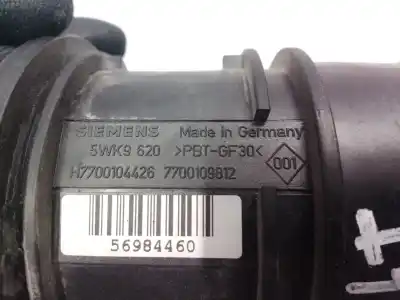 SIEMENS Made in Germany
5WK9 620 >PBT-GF30< 001
H7700104426 7700109812
56984460